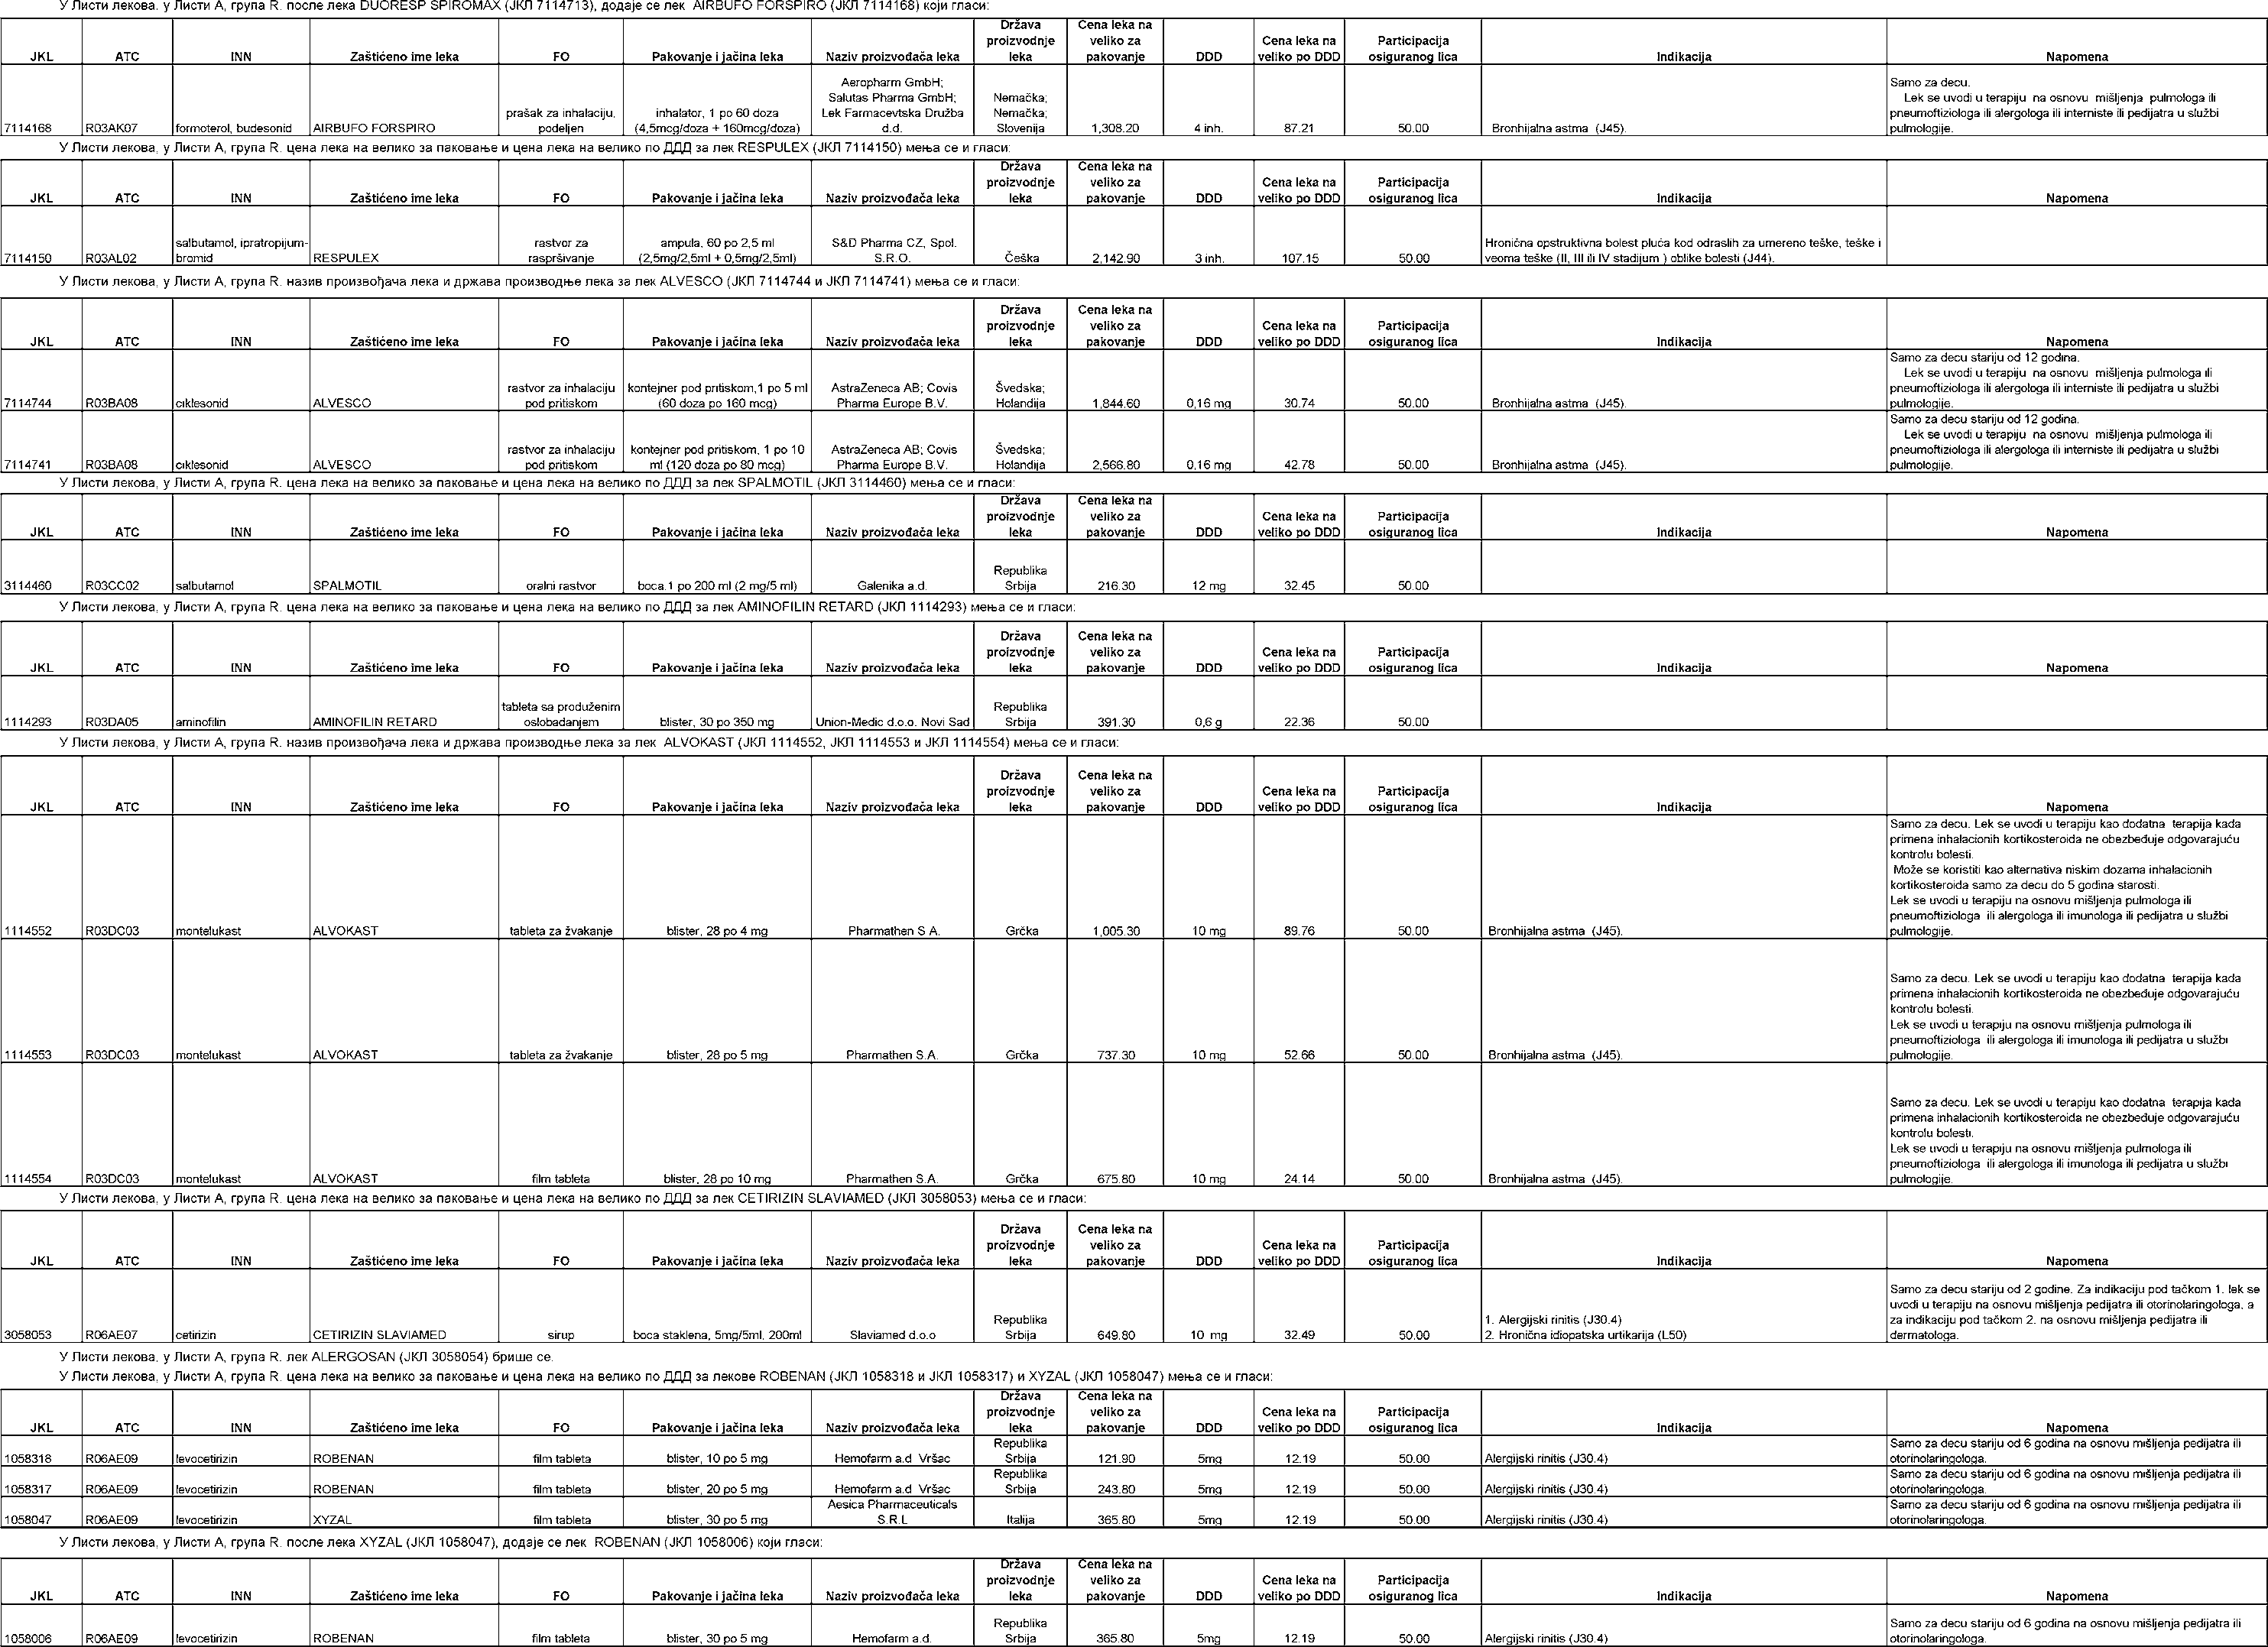 У Листи лекова, у Листи А, група R. после лека DUORESP SPIROMAX (ЈКЛ 7114713), додаје се лек AIRBUFO FORSPIRO (ЈКЛ 7114168) који гласи:
JKL ATC INN Zaštićeno ime leka FO Pakovanje i jačina leka Naziv proizvođača leka Država proizvodnje leka Cena leka na veliko za pakovanje DDD Cena leka na veliko po DDD Participacija osiguranog lica Indikacija Napomena
7114168 R03AK07 formoterol, budesonid AIRBUFO FORSPIRO prašak za inhalaciju, podeljen inhalator, 1 po 60 doza (4,5mcg/doza + 160mcg/doza) Aeropharm GmbH; Salutas Pharma GmbH; Lek Farmacevtska Družba d.d. Nemačka; Nemačka; Slovenija 1,308.20 4 inh. 87.21 50.00 Bronhijalna astma (J45). Samo za decu. Lek se uvodi u terapiju na osnovu mišljenja pulmologa ili pneumoftiziologa ili alergologa ili interniste ili pedijatra u službi pulmologije.
У Листи лекова, у Листи А, група R. цена лека на велико за паковање и цена лека на велико по ДДД за лек RESPULEX (ЈКЛ 7114150) мења се и гласи:
JKL ATC INN Zaštićeno ime leka FO Pakovanje i jačina leka Naziv proizvođača leka Država proizvodnje leka Cena leka na veliko za pakovanje DDD Cena leka na veliko po DDD Participacija osiguranog lica Indikacija Napomena
7114150 R03AL02 salbutamol, ipratropijum-bromid RESPULEX rastvor za raspršivanje ampula, 60 po 2,5 ml (2,5mg/2,5ml + 0,5mg/2,5ml) S&D Pharma CZ, Spol. S.R.O. Češka 2,142.90 3 inh. 107.15 50.00 Hronična opstruktivna bolest pluća kod odraslih za umereno teške, teške i veoma teške (II, III ili IV stadijum ) oblike bolesti (J44).
У Листи лекова, у Листи А, група R. назив произвођача лека и држава производње лека за лек ALVESCO (ЈКЛ 7114744 и ЈКЛ 7114741) мења се и гласи:
JKL ATC INN Zaštićeno ime leka FO Pakovanje i jačina leka Naziv proizvođača leka Država proizvodnje leka Cena leka na veliko za pakovanje DDD Cena leka na veliko po DDD Participacija osiguranog lica Indikacija Napomena
7114744 R03BA08 ciklesonid ALVESCO rastvor za inhalaciju pod pritiskom kontejner pod pritiskom,1 po 5 ml (60 doza po 160 mcg) AstraZeneca AB; Covis Pharma Europe B.V. Švedska; Holandija 1,844.60 0,16 mg 30.74 50.00 Bronhijalna astma (J45). Samo za decu stariju od 12 godina. Lek se uvodi u terapiju na osnovu mišljenja pulmologa ili pneumoftiziologa ili alergologa ili interniste ili pedijatra u službi pulmologije.
7114741 R03BA08 ciklesonid ALVESCO rastvor za inhalaciju pod pritiskom kontejner pod pritiskom, 1 po 10 ml (120 doza po 80 mcg) AstraZeneca AB; Covis Pharma Europe B.V. Švedska; Holandija 2,566.80 0,16 mg 42.78 50.00 Bronhijalna astma (J45). Samo za decu stariju od 12 godina. Lek se uvodi u terapiju na osnovu mišljenja pulmologa ili pneumoftiziologa ili alergologa ili interniste ili pedijatra u službi pulmologije.
У Листи лекова, у Листи А, група R. цена лека на велико за паковање и цена лека на велико по ДДД за лек SPALMOTIL (ЈКЛ 3114460) мења се и гласи:
JKL ATC INN Zaštićeno ime leka FO Pakovanje i jačina leka Naziv proizvođača leka Država proizvodnje leka Cena leka na veliko za pakovanje DDD Cena leka na veliko po DDD Participacija osiguranog lica Indikacija Napomena
3114460 R03CC02 salbutamol SPALMOTIL oralni rastvor boca,1 po 200 ml (2 mg/5 ml) Galenika a.d. Republika Srbija 216.30 12 mg 32.45 50.00
У Листи лекова, у Листи А, група R. цена лека на велико за паковање и цена лека на велико по ДДД за лек AMINOFILIN RETARD (ЈКЛ 1114293) мења се и гласи:
JKL ATC INN Zaštićeno ime leka FO Pakovanje i jačina leka Naziv proizvođača leka Država proizvodnje leka Cena leka na veliko za pakovanje DDD Cena leka na veliko po DDD Participacija osiguranog lica Indikacija Napomena
1114293 R03DA05 aminofilin AMINOFILIN RETARD tableta sa produženim oslobađanjem blister, 30 po 350 mg Union-Medic d.o.o. Novi Sad Republika Srbija 391.30 0,6 g 22.36 50.00
У Листи лекова, у Листи А, група R. назив произвођача лека и држава производње лека за лек ALVOKAST (ЈКЛ 1114552, ЈКЛ 1114553 и ЈКЛ 1114554) мења се и гласи:
JKL ATC INN Zaštićeno ime leka FO Pakovanje i jačina leka Naziv proizvođača leka Država proizvodnje leka Cena leka na veliko za pakovanje DDD Cena leka na veliko po DDD Participacija osiguranog lica Indikacija Napomena
1114552 R03DC03 montelukast ALVOKAST tableta za žvakanje blister, 28 po 4 mg Pharmathen S.A. Grčka 1,005.30 10 mg 89.76 50.00 Bronhijalna astma (J45). Samo za decu. Lek se uvodi u terapiju kao dodatna terapija kada primena inhalacionih kortikosteroida ne obezbeđuje odgovarajuću kontrolu bolesti. Može se koristiti kao alternativa niskim dozama inhalacionih kortikosteroida samo za decu do 5 godina starosti. Lek se uvodi u terapiju na osnovu mišljenja pulmologa ili pneumoftiziologa ili alergologa ili imunologa ili pedijatra u službi pulmologije.
1114553 R03DC03 montelukast ALVOKAST tableta za žvakanje blister, 28 po 5 mg Pharmathen S.A. Grčka 737.30 10 mg 52.66 50.00 Bronhijalna astma (J45). Samo za decu. Lek se uvodi u terapiju kao dodatna terapija kada primena inhalacionih kortikosteroida ne obezbeđuje odgovarajuću kontrolu bolesti. Lek se uvodi u terapiju na osnovu mišljenja pulmologa ili pneumoftiziologa ili alergologa ili imunologa ili pedijatra u službi pulmologije.
1114554 R03DC03 montelukast ALVOKAST film tableta blister, 28 po 10 mg Pharmathen S.A. Grčka 675.80 10 mg 24.14 50.00 Bronhijalna astma (J45). Samo za decu. Lek se uvodi u terapiju kao dodatna terapija kada primena inhalacionih kortikosteroida ne obezbeđuje odgovarajuću kontrolu bolesti. Lek se uvodi u terapiju na osnovu mišljenja pulmologa ili pneumoftiziologa ili alergologa ili imunologa ili pedijatra u službi pulmologije.
У Листи лекова, у Листи А, група R. цена лека на велико за паковање и цена лека на велико по ДДД за лек CETIRIZIN SLAVIAMED (ЈКЛ 3058053) мења се и гласи:
JKL ATC INN Zaštićeno ime leka FO Pakovanje i jačina leka Naziv proizvođača leka Država proizvodnje leka Cena leka na veliko za pakovanje DDD Cena leka na veliko po DDD Participacija osiguranog lica Indikacija Napomena
3058053 R06AE07 cetirizin CETIRIZIN SLAVIAMED sirup boca staklena, 5mg/5ml, 200ml Slaviamed d.o.o Republika Srbija 649.80 10 mg 32.49 50.00 1. Alergijski rinitis (J30.4) 2. Hronična idiopatska urtikarija (L50) Samo za decu stariju od 2 godine. Za indikaciju pod tačkom 1. lek se uvodi u terapiju na osnovu mišljenja pedijatra ili otorinolaringologa, a za indikaciju pod tačkom 2. na osnovu mišljenja pedijatra ili dermatologa.
У Листи лекова, у Листи А, група R. лек ALERGOSAN (ЈКЛ 3058054) брише се.
У Листи лекова, у Листи А, група R. цена лека на велико за паковање и цена лека на велико по ДДД за лекове ROBENAN (ЈКЛ 1058318 и ЈКЛ 1058317) и XYZAL (ЈКЛ 1058047) мења се и гласи:
JKL ATC INN Zaštićeno ime leka FO Pakovanje i jačina leka Naziv proizvođača leka Država proizvodnje leka Cena leka na veliko za pakovanje DDD Cena leka na veliko po DDD Participacija osiguranog lica Indikacija Napomena
1058318 R06AE09 levocetirizin ROBENAN film tableta blister, 10 po 5 mg Hemofarm a.d Vršac Republika Srbija 121.90 5mg 12.19 50.00 Alergijski rinitis (J30.4) Samo za decu stariju od 6 godina na osnovu mišljenja pedijatra ili otorinolaringologa.
1058317 R06AE09 levocetirizin ROBENAN film tableta blister, 20 po 5 mg Hemofarm a.d Vršac Republika Srbija 243.80 5mg 12.19 50.00 Alergijski rinitis (J30.4) Samo za decu stariju od 6 godina na osnovu mišljenja pedijatra ili otorinolaringologa.
1058047 R06AE09 levocetirizin XYZAL film tableta blister, 30 po 5 mg Aesica Pharmaceuticals S.R.L Italija 365.80 5mg 12.19 50.00 Alergijski rinitis (J30.4) Samo za decu stariju od 6 godina na osnovu mišljenja pedijatra ili otorinolaringologa.
У Листи лекова, у Листи А, група R. после лека XYZAL (ЈКЛ 1058047), додаје се лек ROBENAN (ЈКЛ 1058006) који гласи:
JKL ATC INN Zaštićeno ime leka FO Pakovanje i jačina leka Naziv proizvođača leka Država proizvodnje leka Cena leka na veliko za pakovanje DDD Cena leka na veliko po DDD Participacija osiguranog lica Indikacija Napomena
1058006 R06AE09 levocetirizin ROBENAN film tableta blister, 30 po 5 mg Hemofarm a.d. Republika Srbija 365.80 5mg 12.19 50.00 Alergijski rinitis (J30.4) Samo za decu stariju od 6 godina na osnovu mišljenja pedijatra ili otorinolaringologa.